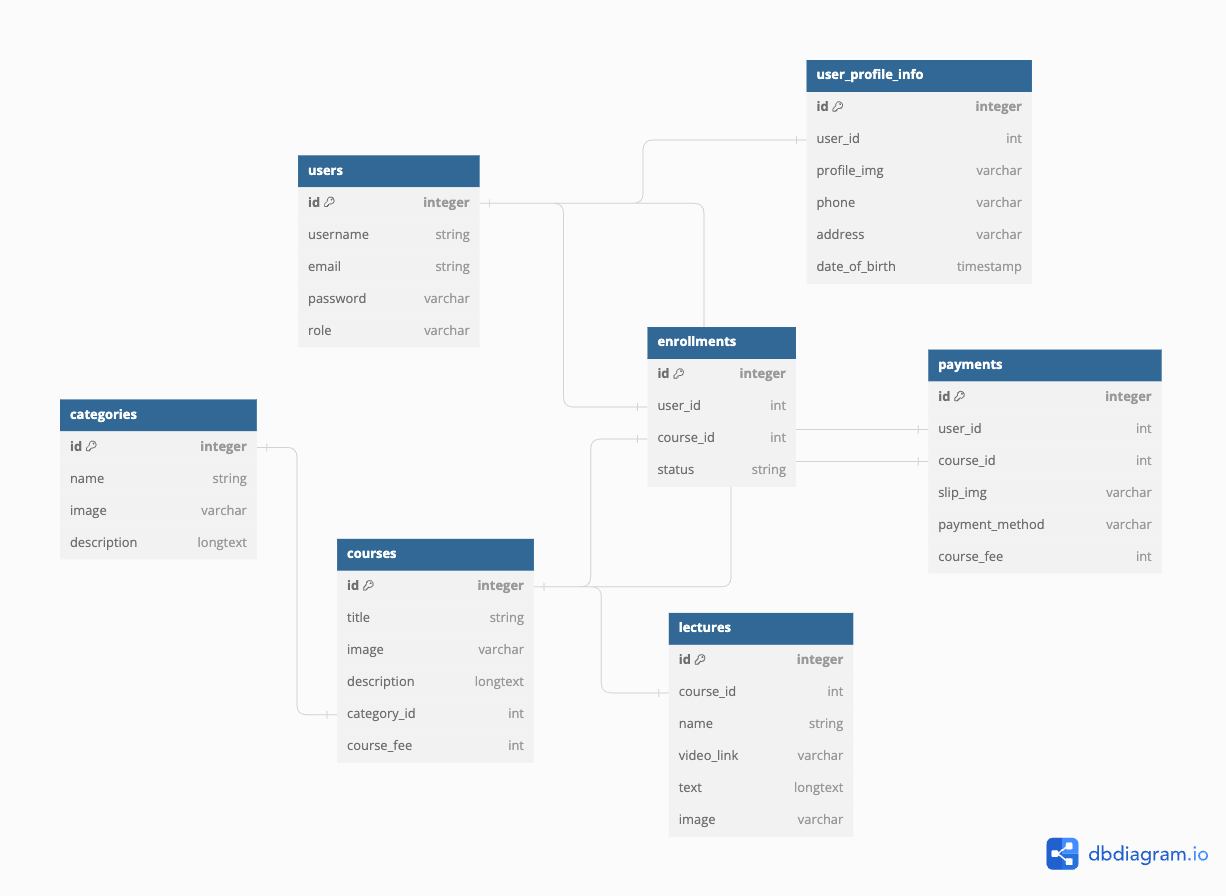 user_profile_info
id integer
user_id int
profile_img varchar
phone varchar
address varchar
date_of_birth timestamp
users
id integer
username string
email string
password varchar
role varchar
enrollments
id integer
user_id int
course_id int
status string
payments
id integer
user_id int
course_id int
slip_img varchar
payment_method varchar
course_fee int
categories
id integer
name string
image varchar
description longtext
courses
id integer
title string
image varchar
description longtext
category_id int
course_fee int
lectures
id integer
course_id int
name string
video_link varchar
text longtext
image varchar
dbdiagram.io